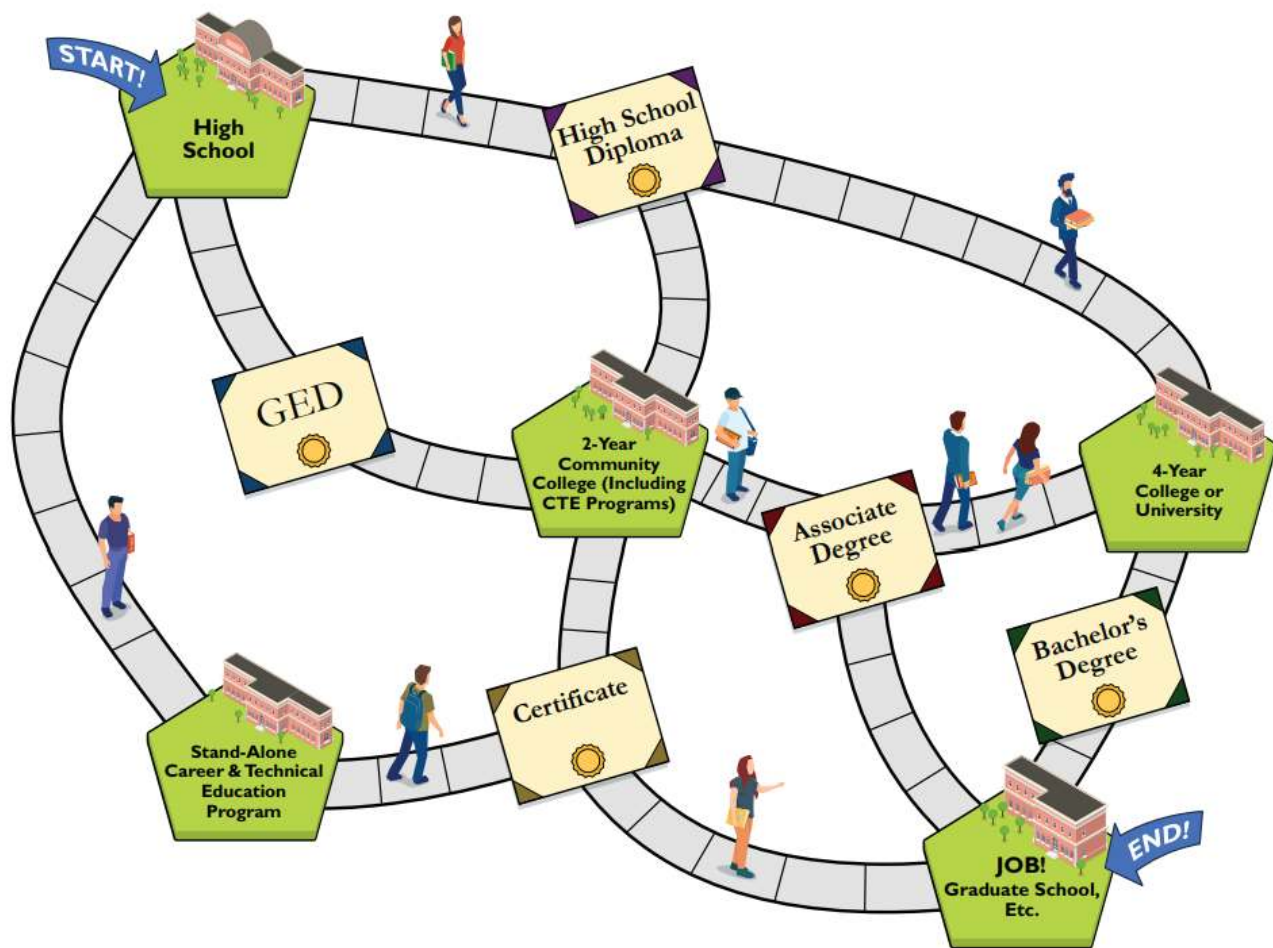 START!
High
School
High School
Diploma
GED
2-Year
Community
College (Including
CTE Programs)
4-Year
College or
University
Associate
Degree
Bachelor's
Degree
Certificate
Stand-Alone
Career & Technical
Education
Program
END!
JOB!
Graduate School,
Etc.